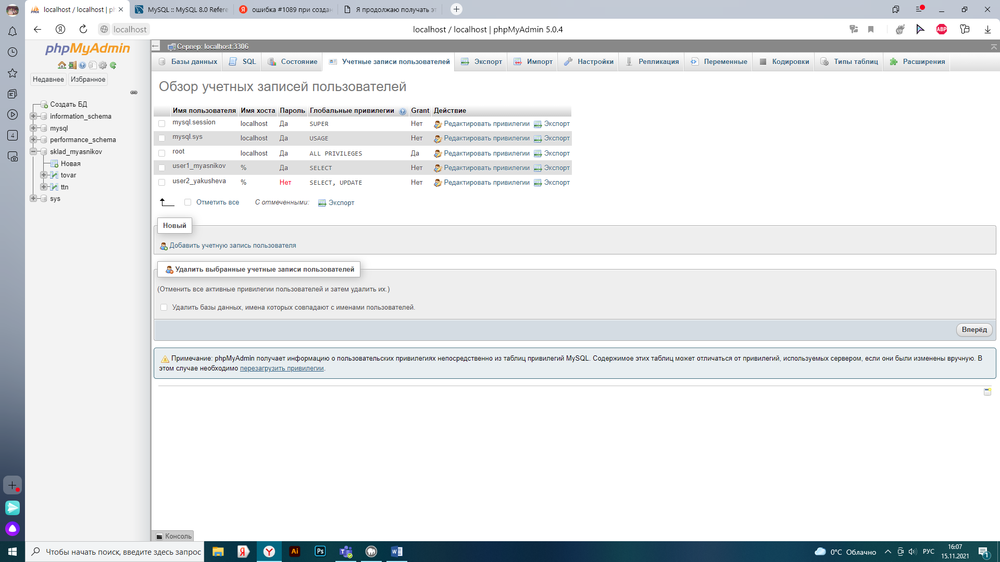 localhost / localhost | ph
MySQL :: MySQL 8.0 Refere
ошибка #1089 при создан
Я продолжаю получать эт
localhost
localhost / localhost | phpMyAdmin 5.0.4
ABP
phpMyAdmin
Сервер: localhost:3306
Базы данных SQL Состояние Учетные записи пользователей Экспорт Импорт Настройки Репликация Переменные Кодировки Типы таблиц Расширения
Недавнее Избранное
Создать БД
information_schema
mysql
performance_schema
sklad_myasnikov
Новая
tovar
ttn
sys
4
Обзор учетных записей пользователей
Имя пользователя Имя хоста Пароль Глобальные привилегии Grant Действие
mysql.session localhost Да SUPER Нет Редактировать привилегии Экспорт
mysql.sys localhost Да USAGE Нет Редактировать привилегии Экспорт
root localhost Да ALL PRIVILEGES Да Редактировать привилегии Экспорт
user1_myasnikov % Да SELECT Нет Редактировать привилегии Экспорт
user2_yakusheva % Нет SELECT, UPDATE Нет Редактировать привилегии Экспорт
Отметить все С отмеченными: Экспорт
Новый
Добавить учетную запись пользователя
Удалить выбранные учетные записи пользователей
(Отменить все активные привилегии пользователей и затем удалить их.)
Удалить базы данных, имена которых совпадают с именами пользователей.
Вперёд
Примечание: phpMyAdmin получает информацию о пользовательских привилегиях непосредственно из таблиц привилегий MySQL. Содержимое этих таблиц может отличаться от привилегий, используемых сервером, если они были изменены вручную. В
этом случае необходимо перезагрузить привилегии.
Консоль
Чтобы начать поиск, введите здесь запрос
Ai
Ps
0°C Облачно
РУС
16:07
15.11.2021
1